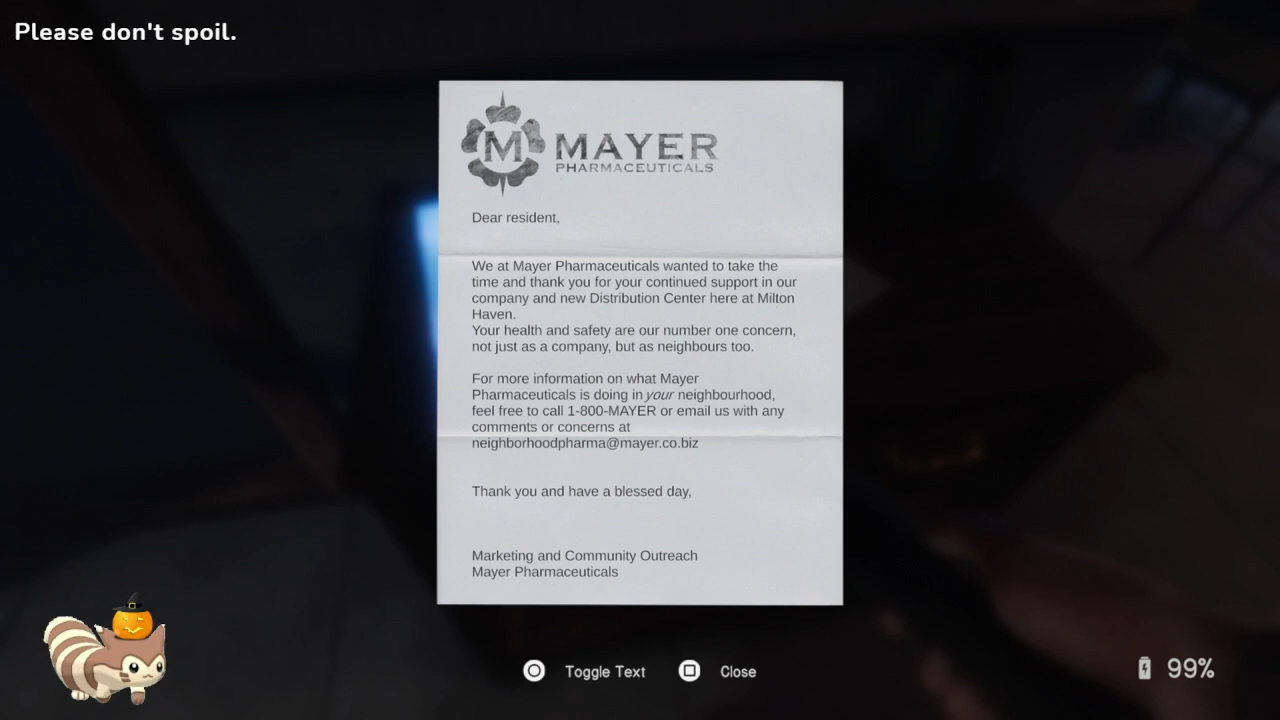 Please don't spoil.
M MAYER
PHARMACEUTICALS
Dear resident,
We at Mayer Pharmaceuticals wanted to take the
time and thank you for your continued support in our
company and new Distribution Center here at Milton
Haven.
Your health and safety are our number one concern,
not just as a company, but as neighbours too.
For more information on what Mayer
Pharmaceuticals is doing in your neighbourhood,
feel free to call 1-800-MAYER or email us with any
comments or concerns at
neighborhoodpharma@mayer.co.biz
Thank you and have a blessed day,
Marketing and Community Outreach
Mayer Pharmaceuticals
Toggle Text Close
99%